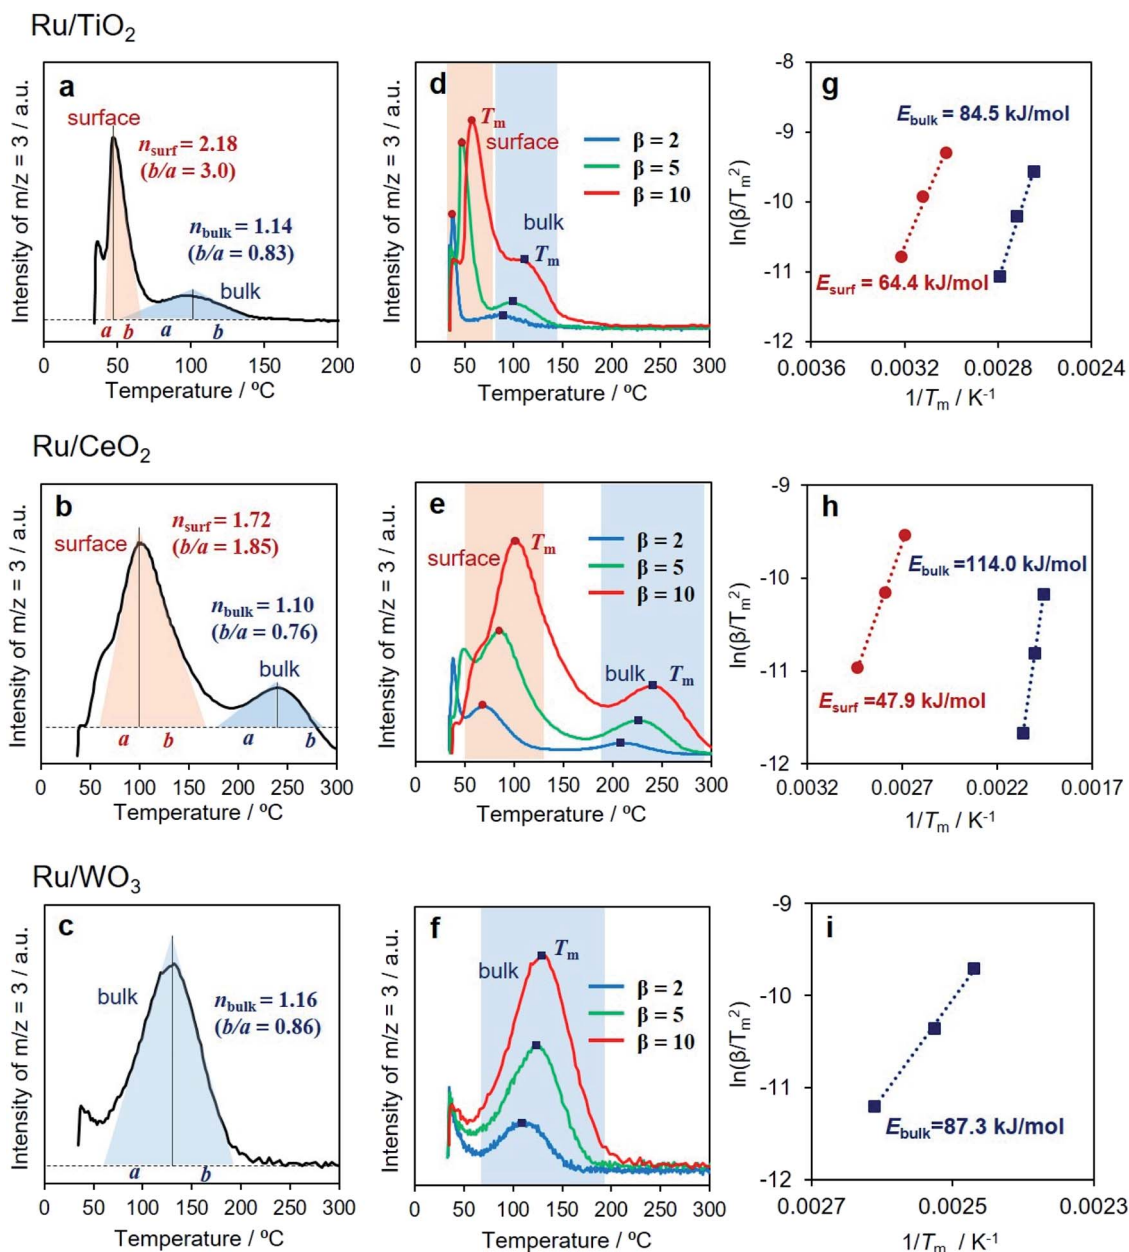 Ru/TiO2
a
surface
nsurf = 2.18
(b/a = 3.0)
nbulk = 1.14
(b/a = 0.83)
bulk
a b a b
0 50 100 150 200
Temperature / ºC
Intensity of m/z = 3 / a.u.
d
Tm
surface
β = 2
β = 5
β = 10
bulk
Tm
0 50 100 150 200 250 300
Temperature / ºC
Intensity of m/z = 3 / a.u.
g
-8
-9
-10
-11
-12
ln(β/Tm2)
Ebulk = 84.5 kJ/mol
Esurf = 64.4 kJ/mol
0.0036 0.0032 0.0028 0.0024
1/Tm / K-1
Ru/CeO2
b
surface
nsurf = 1.72
(b/a = 1.85)
nbulk = 1.10
(b/a = 0.76)
bulk
a b a b
0 50 100 150 200 250 300
Temperature / ºC
Intensity of m/z = 3 / a.u.
e
surface
Tm
β = 2
β = 5
β = 10
bulk
Tm
0 50 100 150 200 250 300
Temperature / ºC
Intensity of m/z = 3 / a.u.
h
-9
-10
-11
-12
ln(β/Tm2)
Ebulk =114.0 kJ/mol
Esurf =47.9 kJ/mol
0.0032 0.0027 0.0022 0.0017
1/Tm / K-1
Ru/WO3
c
bulk
nbulk = 1.16
(b/a = 0.86)
a b
0 50 100 150 200 250 300
Temperature / ºC
Intensity of m/z = 3 / a.u.
f
bulk
Tm
β = 2
β = 5
β = 10
0 50 100 150 200 250 300
Temperature / ºC
Intensity of m/z = 3 / a.u.
i
-9
-10
-11
-12
ln(β/Tm2)
Ebulk=87.3 kJ/mol
0.0027 0.0025 0.0023
1/Tm / K-1